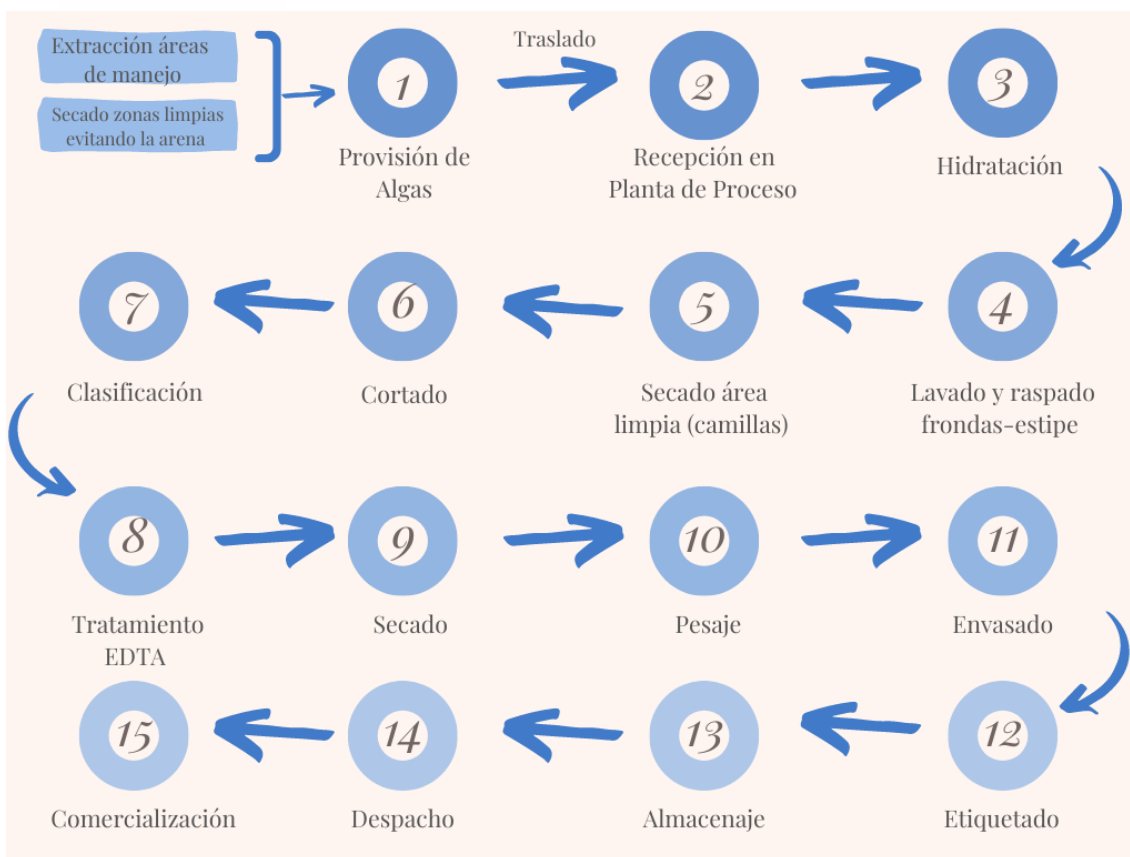 Extracción áreas
de manejo
Secado zonas limpias
evitando la arena
1
Provisión de
Algas
Traslado
2
Recepción en
Planta de Proceso
3
Hidratación
4
Lavado y raspado
frondas-estipe
5
Secado área
limpia (camillas)
6
Cortado
7
Clasificación
8
Tratamiento
EDTA
9
Secado
10
Pesaje
11
Envasado
12
Etiquetado
13
Almacenaje
14
Despacho
15
Comercialización